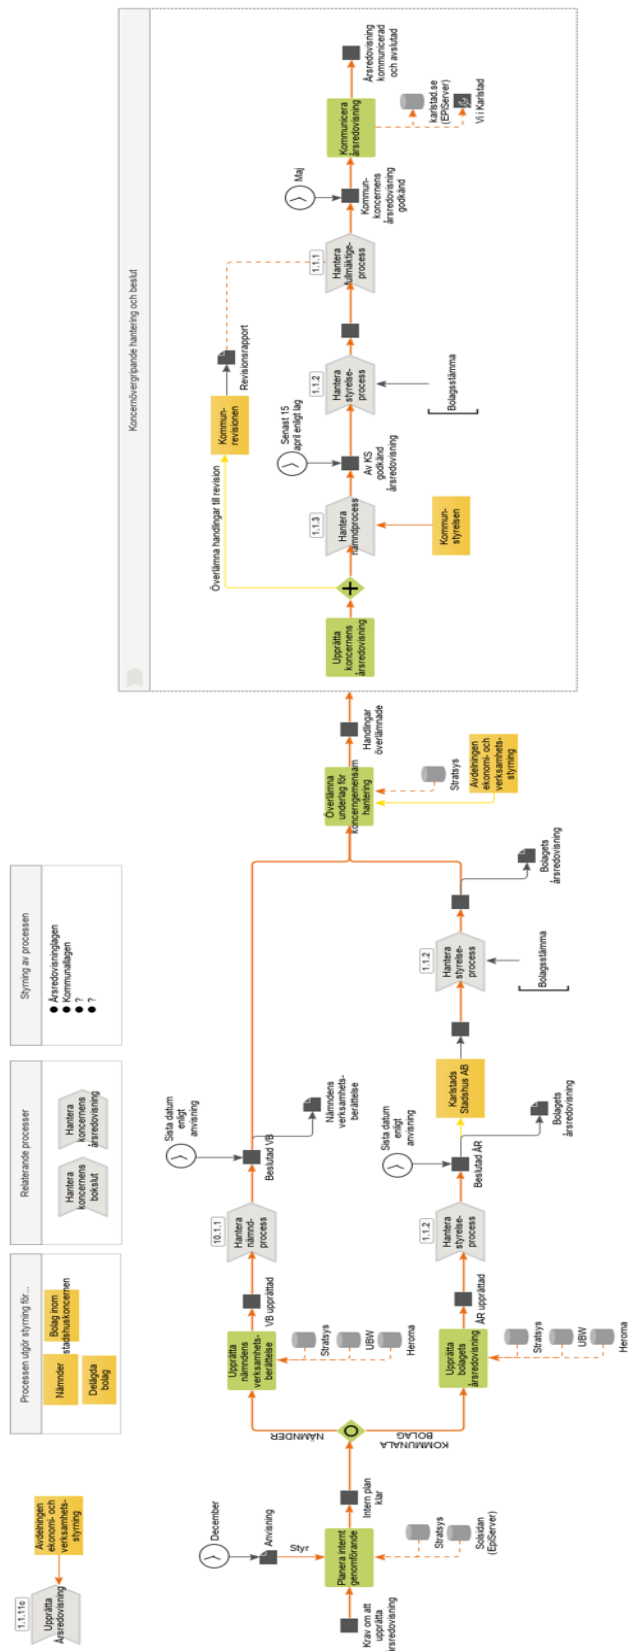 1.1.11c
Upprätta
Årsredovisning
Avdelningen
ekonomi- och
verksamhets-
styrning
Processen utgör styrning för...
Nämnder
Bolag inom
stadshuskoncernen
Delägda
bolag
Relaterande processer
Hantera
koncernens
bokslut
Hantera
koncernens
årsredovisning
Styrning av processen
Årsredovisninglagen
Kommunallagen
?
?
Krav om att
upprätta
årsredovisning
December
Anvisning
Styr
Planera internt
genomförande
Stratsys
Solsidan
(EpiServer)
Intern plan
klar
NÄMNDER
KOMMUNALA
BOLAG
Upprätta
nämndens
verksamhets-
berättelse
Stratsys
UBW
Heroma
VB upprättad
10.1.1
Hantera
nämnd-
process
Sista datum
enligt
anvisning
Beslutad VB
Nämndens
verksamhets-
berättelse
Upprätta
bolagets
årsredovisning
Stratsys
UBW
Heroma
ÅR upprättad
1.1.2
Hantera
styrelse-
process
Sista datum
enligt
anvisning
Beslutad ÅR
Bolagets
årsredovisning
Karlstads
Stadshus AB
1.1.2
Hantera
styrelse-
process
Bolagsstämma
Bolagets
årsredovisning
Överlämna
underlag för
koncerngemensam
hantering
Stratsys
Avdelningen
ekonomi- och
verksamhets-
styrning
Handlingar
överlämnade
Koncernövergripande hantering och beslut
Upprätta
koncernens
årsredovisning
Överlämna handlingar till revision
Kommun-
revisionen
Revisionsrapport
1.1.3
Hantera
nämndprocess
Kommun-
styrelsen
Senast 15
april enligt lag
Av KS
godkänd
årsredovisning
1.1.2
Hantera
styrelse-
process
Bolagsstämma
1.1.1
Hantera
fullmäktige-
process
Maj
Kommun-
koncernens
årsredovisning
godkänd
Kommunicera
årsredovisning
karlstad.se
(EPiServer)
Vi i Karlstad
Årsredovisning
kommunicerad
och avslutad